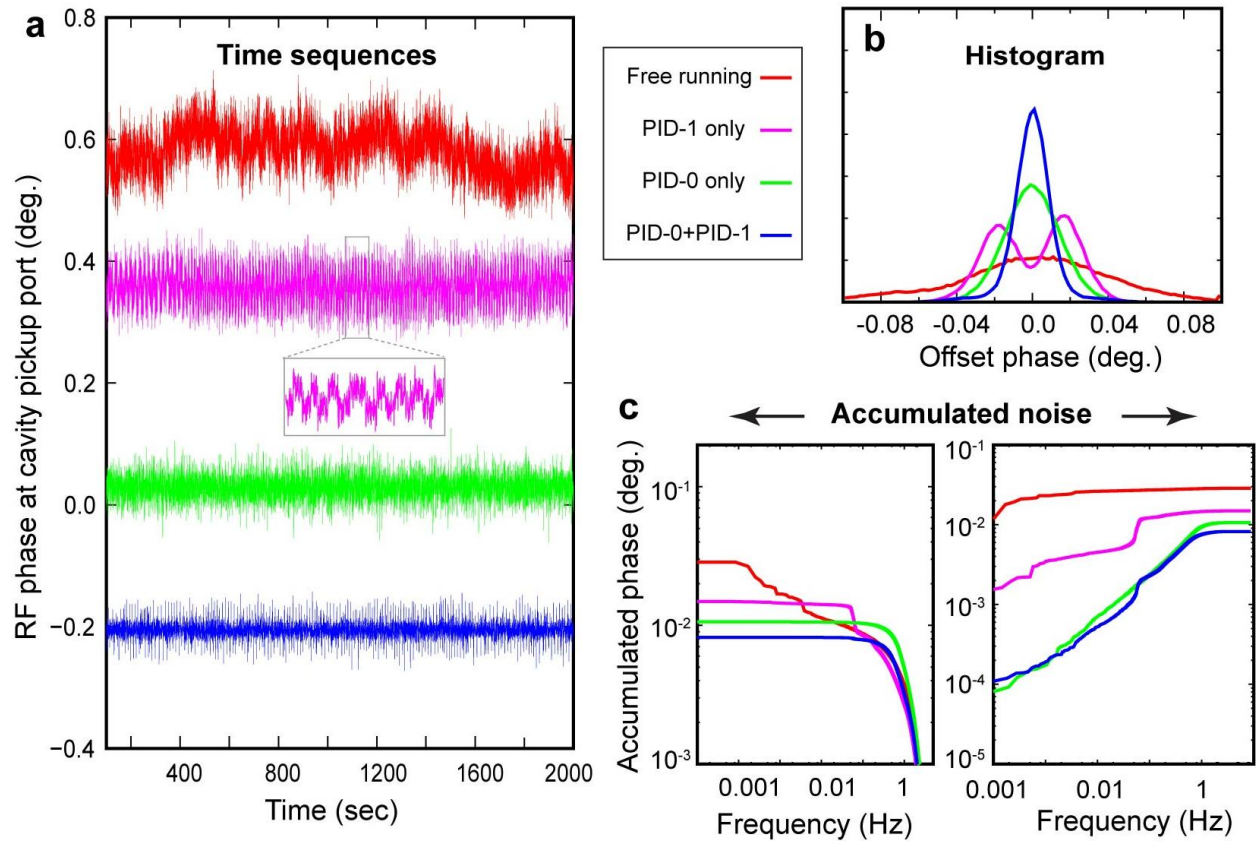 a
Time sequences
RF phase at cavity pickup port (deg.)
0.8
0.6
0.4
0.2
0.0
−0.2
−0.4
400
800
1200
1600
2000
Time (sec)
Free running
PID-1 only
PID-0 only
PID-0+PID-1
b
Histogram
-0.08
-0.04
0.0
0.04
0.08
Offset phase (deg.)
c
Accumulated noise
Accumulated phase (deg.)
10-1
10-2
10-3
0.001
0.01
1
Frequency (Hz)
10-1
10-2
10-3
10-4
10-5
0.001
0.01
1
Frequency (Hz)